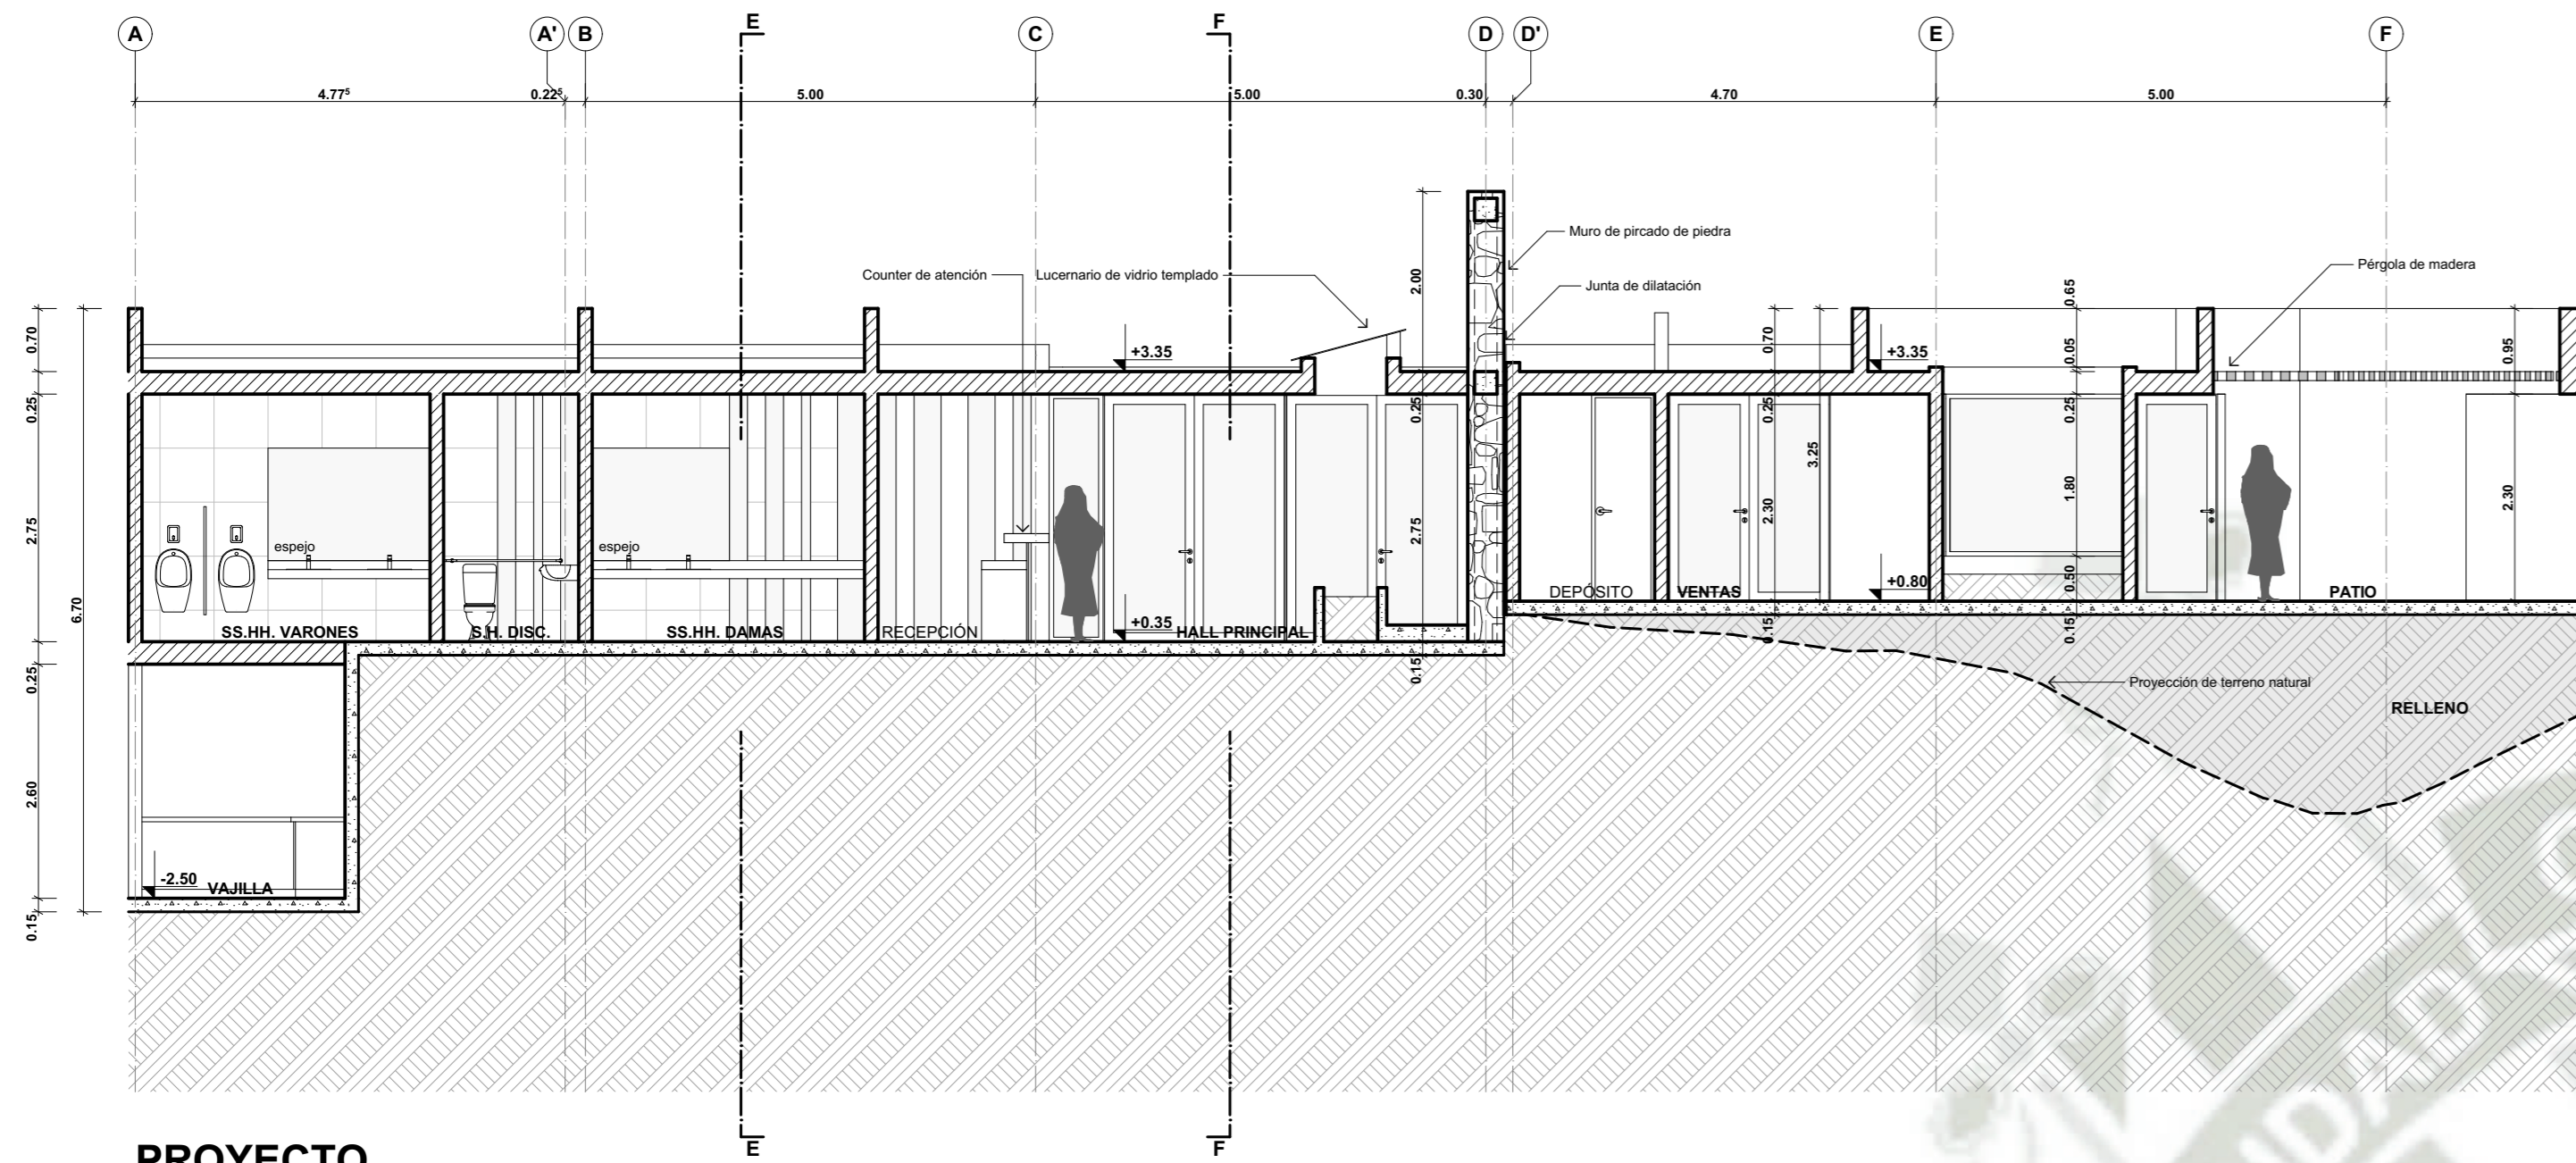 A
A'
B
E
C
F
D
D'
E
F
4.77⁵
0.22⁵
5.00
5.00
0.30
4.70
5.00
Muro de pircado de piedra
Counter de atención
Lucernario de vidrio templado
Junta de dilatación
Pérgola de madera
2.00
0.70
0.25
2.75
0.25
2.60
0.15
6.70
+3.35
0.25
2.75
0.15
0.70
0.25
2.30
0.15
3.25
+3.35
0.65
0.05
0.25
1.80
0.50
0.15
0.95
2.30
espejo
espejo
DEPÓSITO
VENTAS
+0.80
PATIO
SS.HH. VARONES
S.H. DISC.
SS.HH. DAMAS
RECEPCIÓN
+0.35
HALL PRINCIPAL
Proyección de terreno natural
RELLENO
-2.50
VAJILLA
E
F
PROYECTO